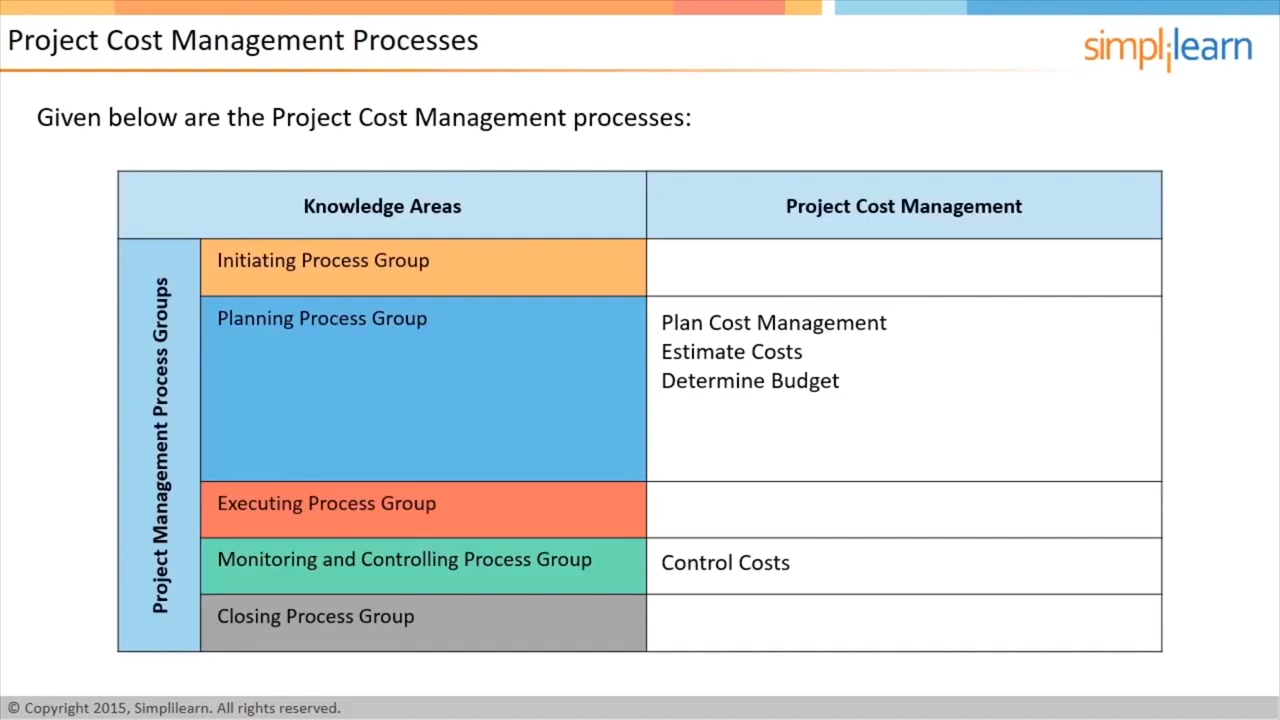 Project Cost Management Processes
simplilearn
Given below are the Project Cost Management processes:
Knowledge Areas
Project Cost Management
Project Management Process Groups
Initiating Process Group
Planning Process Group
Plan Cost Management
Estimate Costs
Determine Budget
Executing Process Group
Monitoring and Controlling Process Group
Control Costs
Closing Process Group
© Copyright 2015, Simplilearn. All rights reserved.